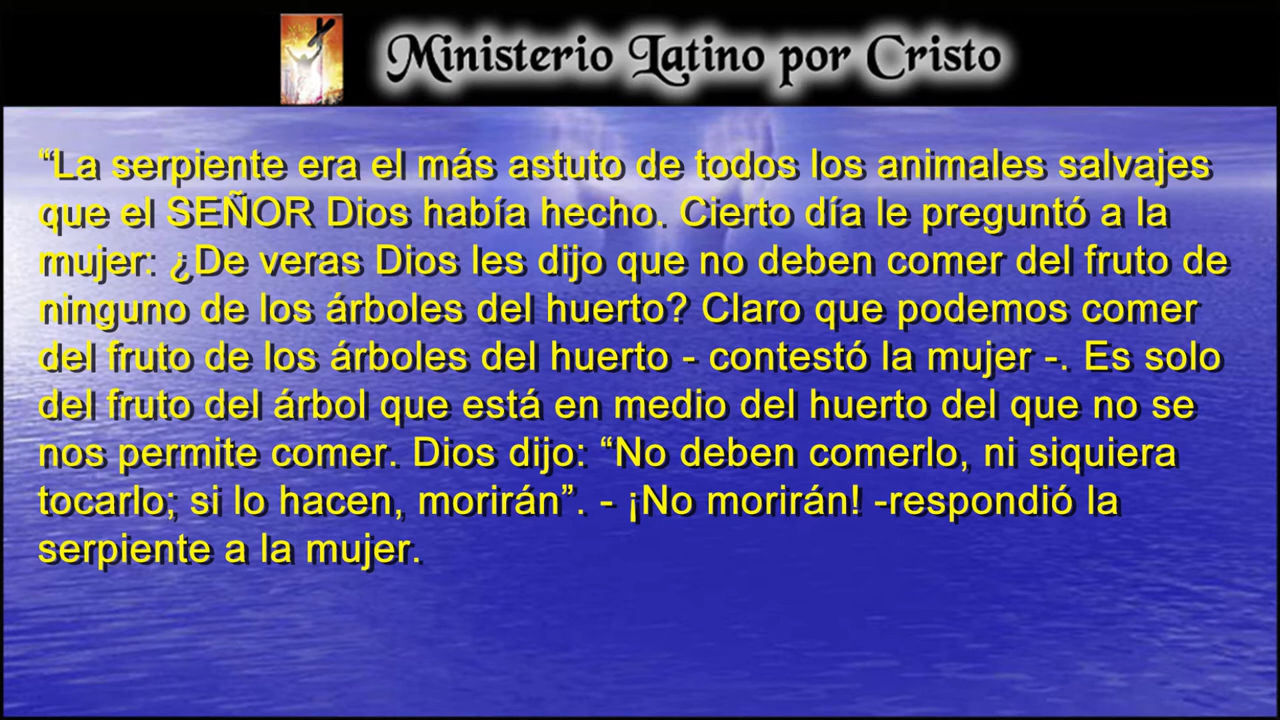 Ministerio Latino por Cristo
“La serpiente era el más astuto de todos los animales salvajes
que el SEÑOR Dios había hecho. Cierto día le preguntó a la
mujer: ¿De veras Dios les dijo que no deben comer del fruto de
ninguno de los árboles del huerto? Claro que podemos comer
del fruto de los árboles del huerto - contestó la mujer -. Es solo
del fruto del árbol que está en medio del huerto del que no se
nos permite comer. Dios dijo: “No deben comerlo, ni siquiera
tocarlo; si lo hacen, morirán”. - ¡No morirán! -respondió la
serpiente a la mujer.